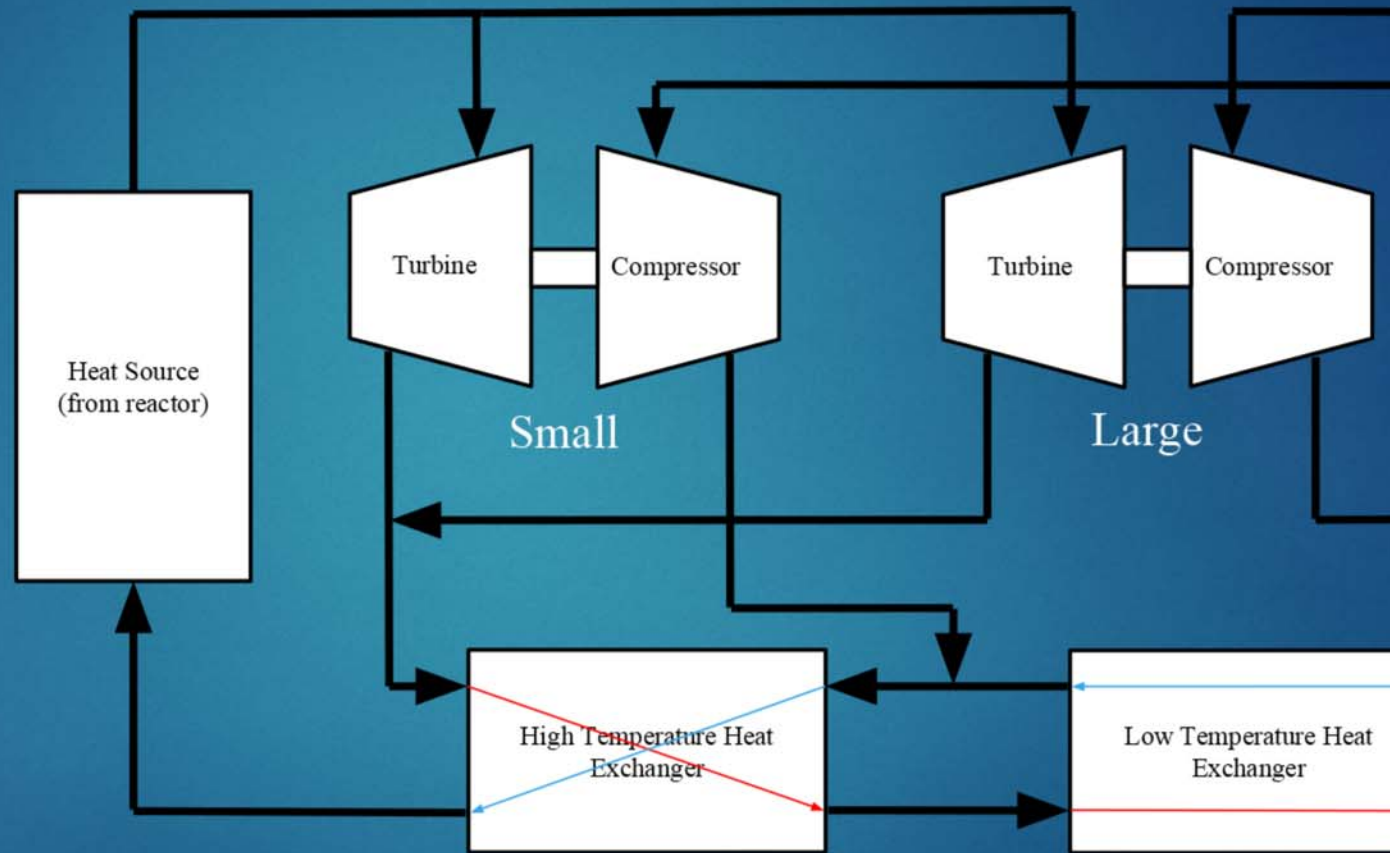 Turbine
Compressor
Turbine
Compressor
Heat Source
(from reactor)
Small
Large
High Temperature Heat
Exchanger
Low Temperature Heat
Exchanger